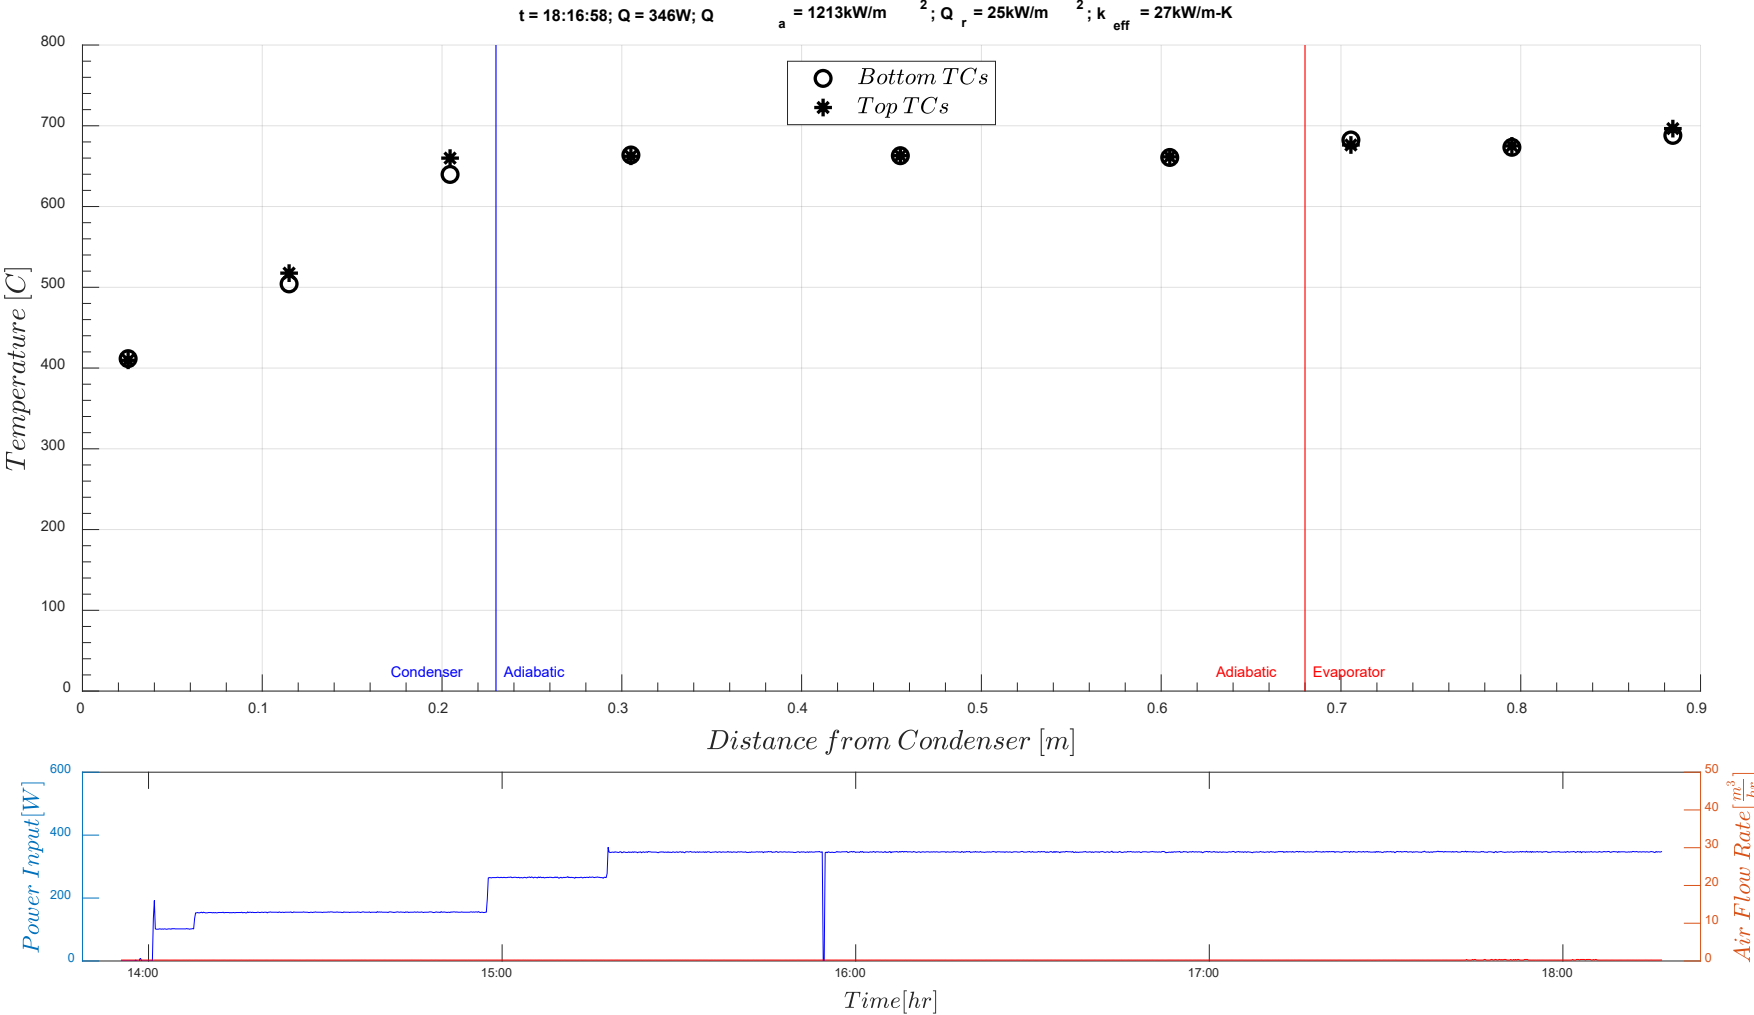 t = 18:16:58; Q = 346W; Q a = 1213kW/m 2 ; Q r = 25kW/m 2 ; k eff = 27kW/m-K
800
700
600
500
400
300
200
100
0
Temperature [C]
Bottom TCs
Top TCs
Condenser
Adiabatic
Adiabatic
Evaporator
0 0.1 0.2 0.3 0.4 0.5 0.6 0.7 0.8 0.9
Distance from Condenser [m]
600
400
200
0
Power Input[W]
50
40
30
20
10
0
Air Flow Rate[m3/hr]
14:00 15:00 16:00 17:00 18:00
Time[hr]